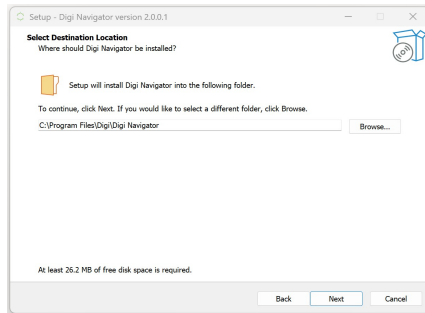 Setup - Digi Navigator version 2.0.0.1
Select Destination Location
Where should Digi Navigator be installed?
Setup will install Digi Navigator into the following folder.
To continue, click Next. If you would like to select a different folder, click Browse.
C:\Program Files\Digi\Digi Navigator
Browse...
At least 26.2 MB of free disk space is required.
Back
Next
Cancel